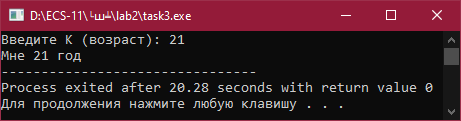 D:\ECS-11\└ш┴\lab2\task3.exe
Введите K (возраст): 21
Мне 21 год
--------------------------------
Process exited after 20.28 seconds with return value 0
Для продолжения нажмите любую клавишу . . .